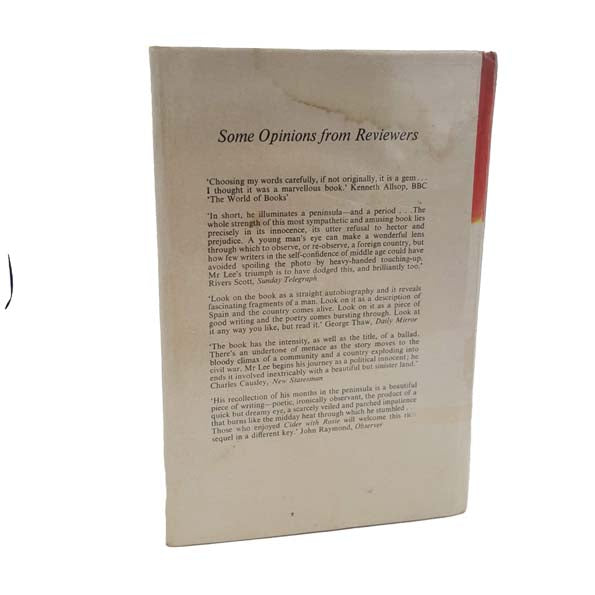 Some Opinions from Reviewers
'Choosing my words carefully, if not originally, it is a gem . . .
I thought it was a marvellous book.' Kenneth Allsop, BBC
'The World of Books'
'In short, he illuminates a peninsula—and a period . . . The
whole strength of this most sympathetic and amusing book lies
precisely in its innocence, its utter refusal to hector and
prejudice. A young man's eye can make a wonderful lens
through which to observe, or re-observe, a foreign country, but
how few writers in the self-confidence of middle age could have
avoided spoiling the photo by heavy-handed touching-up.
Mr Lee's triumph is to have dodged this, and brilliantly too.'
Rivers Scott, Sunday Telegraph
'Look on the book as a straight autobiography and it reveals
fascinating fragments of a man. Look on it as a description of
Spain and the country comes alive. Look on it as a piece of
good writing and the poetry comes bursting through. Look at
it any way you like, but read it.' George Thaw, Daily Mirror
'The book has the intensity, as well as the title, of a ballad.
There's an undertone of menace as the story moves to the
bloody climax of a community and a country exploding into
civil war. Mr Lee begins his journey as a political innocent; he
ends it involved inextricably with a beautiful but sinister land.'
Charles Causley, New Statesman
'His recollection of his months in the peninsula is a beautiful
piece of writing—poetic, ironically observant, the product of a
quick but dreamy eye, a scarcely veiled and parched impatience
that burns like the midday heat through which he stumbled . .
Those who enjoyed Cider with Rosie will welcome this
sequel in a different key.' John Raymond, Observer